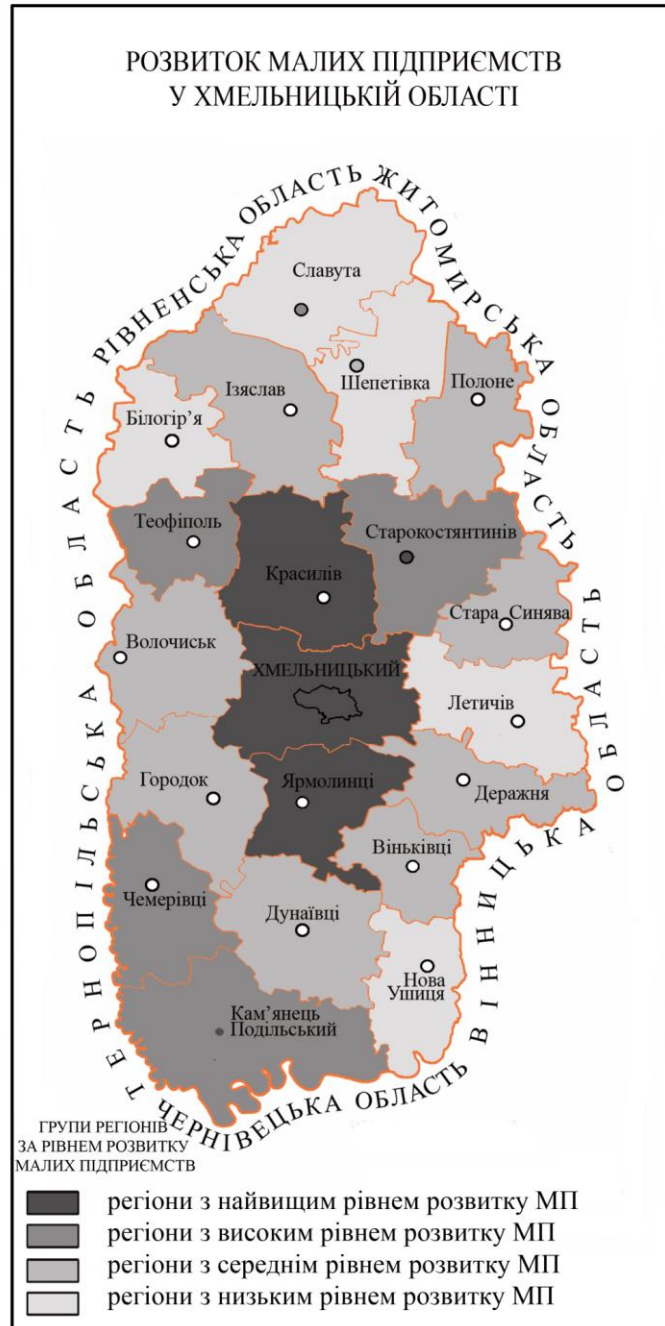 РОЗВИТОК МАЛИХ ПІДПРИЄМСТВ
У ХМЕЛЬНИЦЬКІЙ ОБЛАСТІ
РІВНЕНСЬКА ОБЛАСТЬ
ЖИТОМИРСЬКА ОБЛАСТЬ
Славута
Шепетівка
Полоне
Ізяслав
Білогір’я
Теофіполь
Старокостянтинів
Красилів
Стара Синява
Волочиськ
ХМЕЛЬНИЦЬКИЙ
Летичів
Городок
Ярмолинці
Деражня
Віньківці
Чемерівці
Дунаївці
Нова
Ушиця
Кам’янець
Подільський
ТЕРНОПІЛЬСЬКА ОБЛАСТЬ
ВІННИЦЬКА ОБЛАСТЬ
ЧЕРНІВЕЦЬКА ОБЛАСТЬ
ГРУПИ РЕГІОНІВ
ЗА РІВНЕМ РОЗВИТКУ
МАЛИХ ПІДПРИЄМСТВ
регіони з найвищим рівнем розвитку МП
регіони з високим рівнем розвитку МП
регіони з середнім рівнем розвитку МП
регіони з низьким рівнем розвитку МП